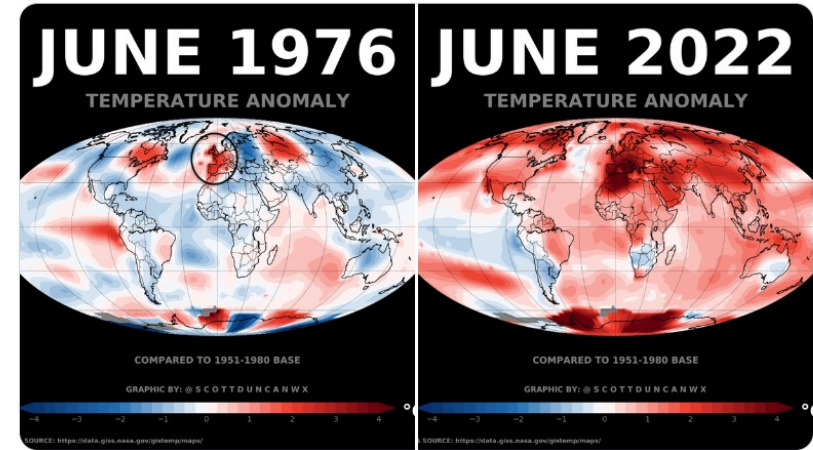 JUNE 1976
TEMPERATURE ANOMALY
COMPARED TO 1951-1980 BASE
GRAPHIC BY: @SCOTTDUNCANWX
−4 −3 −2 −1 0 1 2 3 4
°
SOURCE: https://data.giss.nasa.gov/gistemp/maps/
JUNE 2022
TEMPERATURE ANOMALY
COMPARED TO 1951-1980 BASE
GRAPHIC BY: @SCOTTDUNCANWX
−4 −3 −2 −1 0 1 2 3 4
°
SOURCE: https://data.giss.nasa.gov/gistemp/maps/